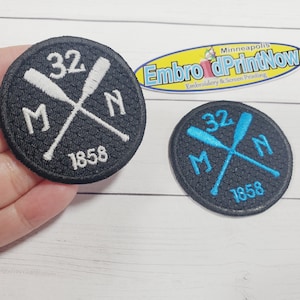 32
M N
1858
Minneapolis
EmbroidPrintNow
Embroidery & Screen Printing
32
M N
1858